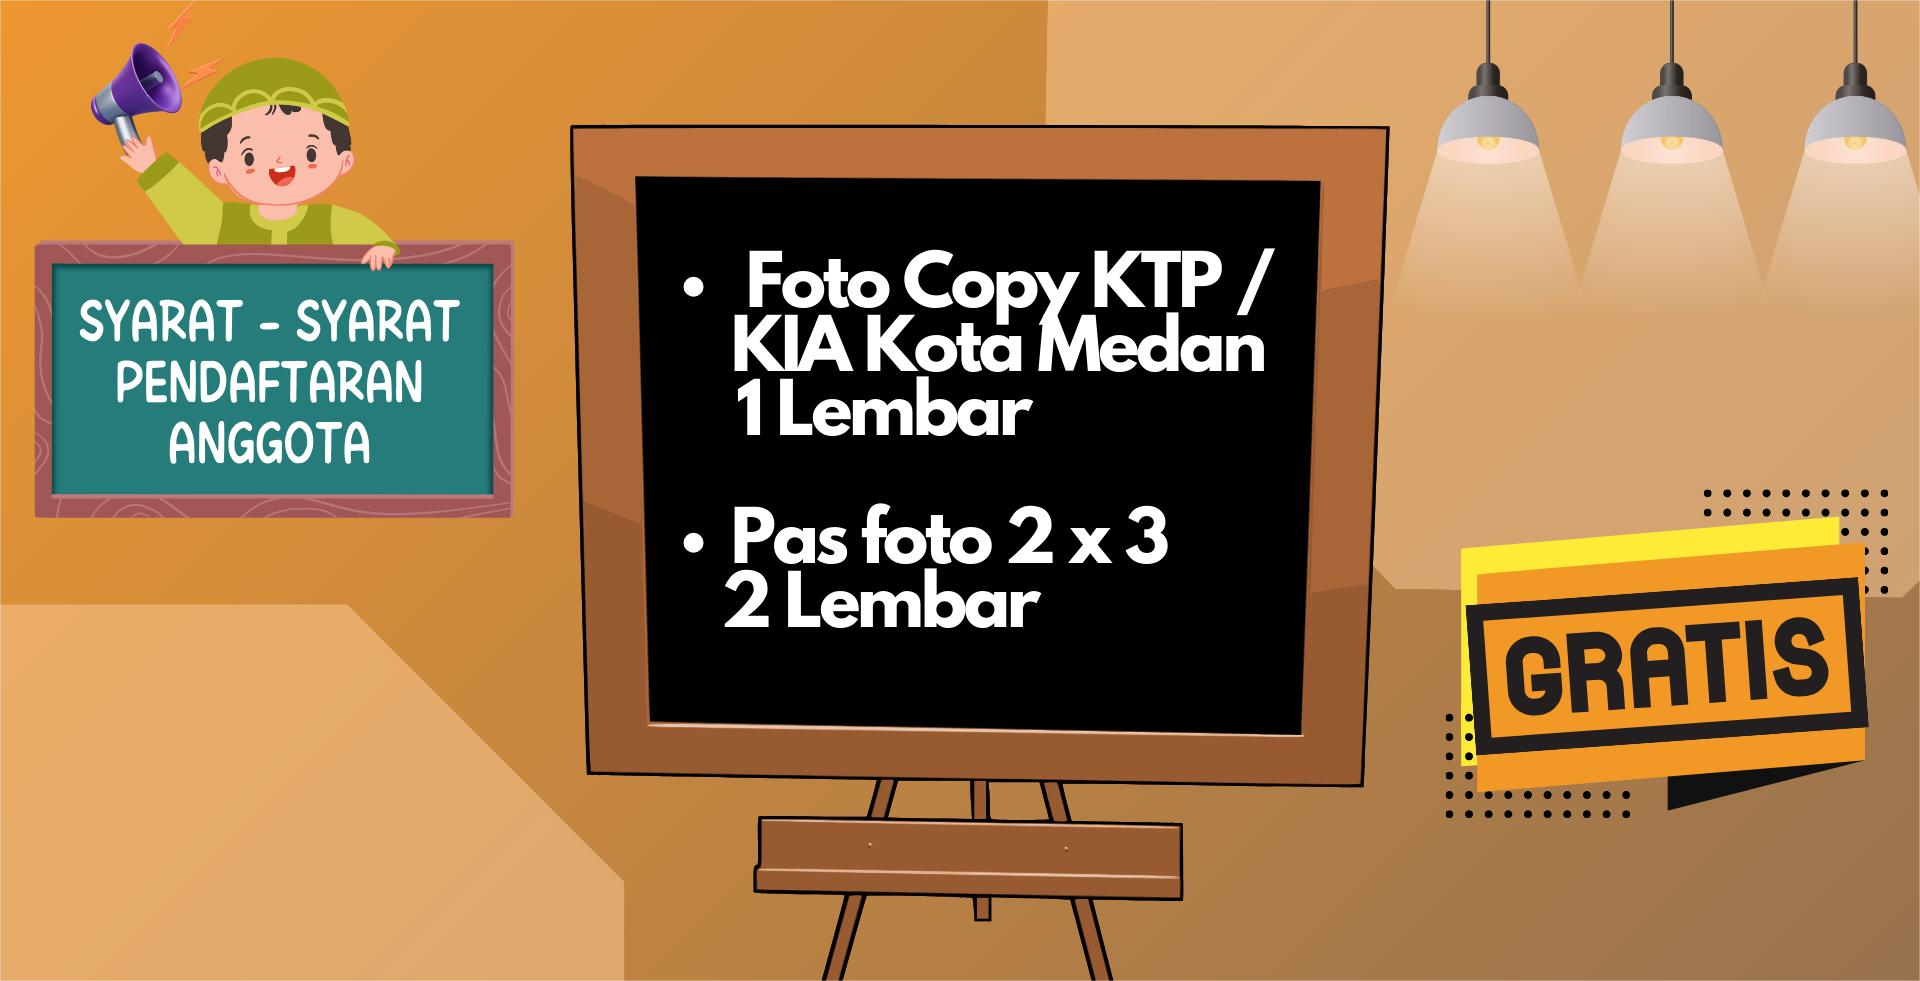 SYARAT - SYARAT
PENDAFTARAN
ANGGOTA
• Foto Copy KTP /
KIA Kota Medan
1 Lembar
• Pas foto 2 x 3
2 Lembar
GRATIS